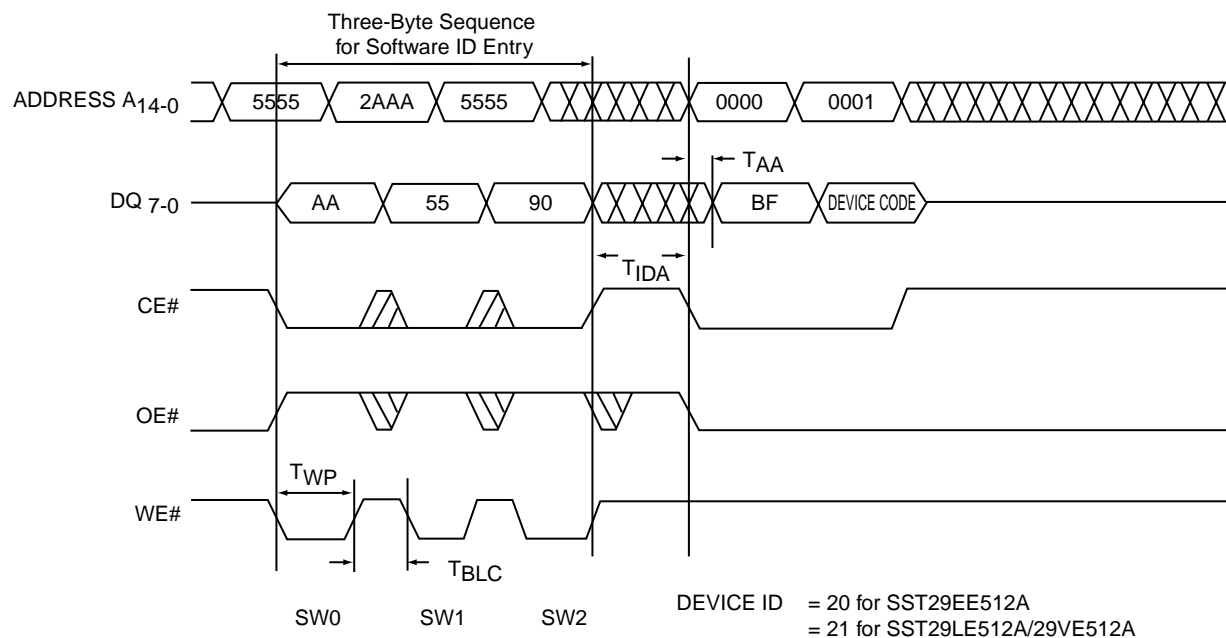 Three-Byte Sequence
for Software ID Entry
ADDRESS A14-0 5555 2AAA 5555 0000 0001
TAA
DQ 7-0 AA 55 90 BF DEVICE CODE
TIDA
CE#
OE#
TWP
WE#
TBLC
SW0 SW1 SW2
DEVICE ID = 20 for SST29EE512A
= 21 for SST29LE512A/29VE512A